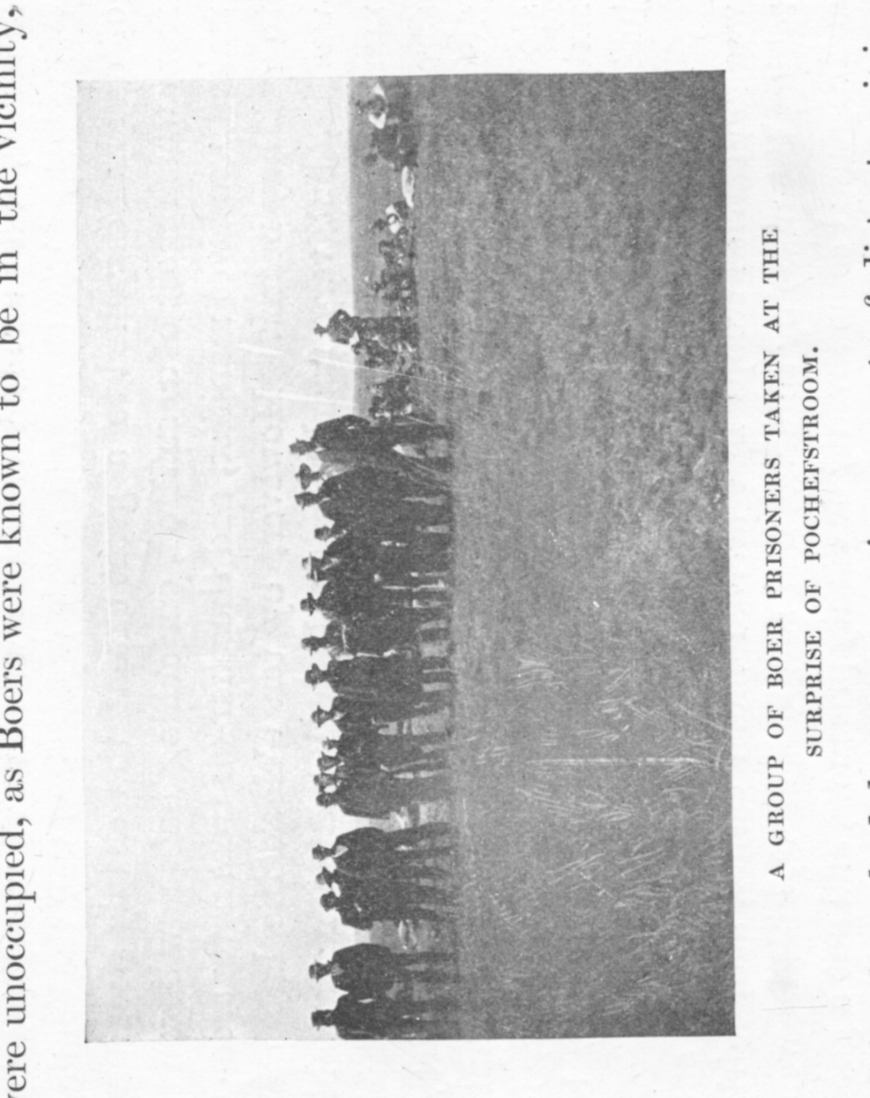 were unoccupied, as Boers were known to be in the vicinity,
A GROUP OF BOER PRISONERS TAKEN AT THE
SURPRISE OF POCHEFSTROOM.